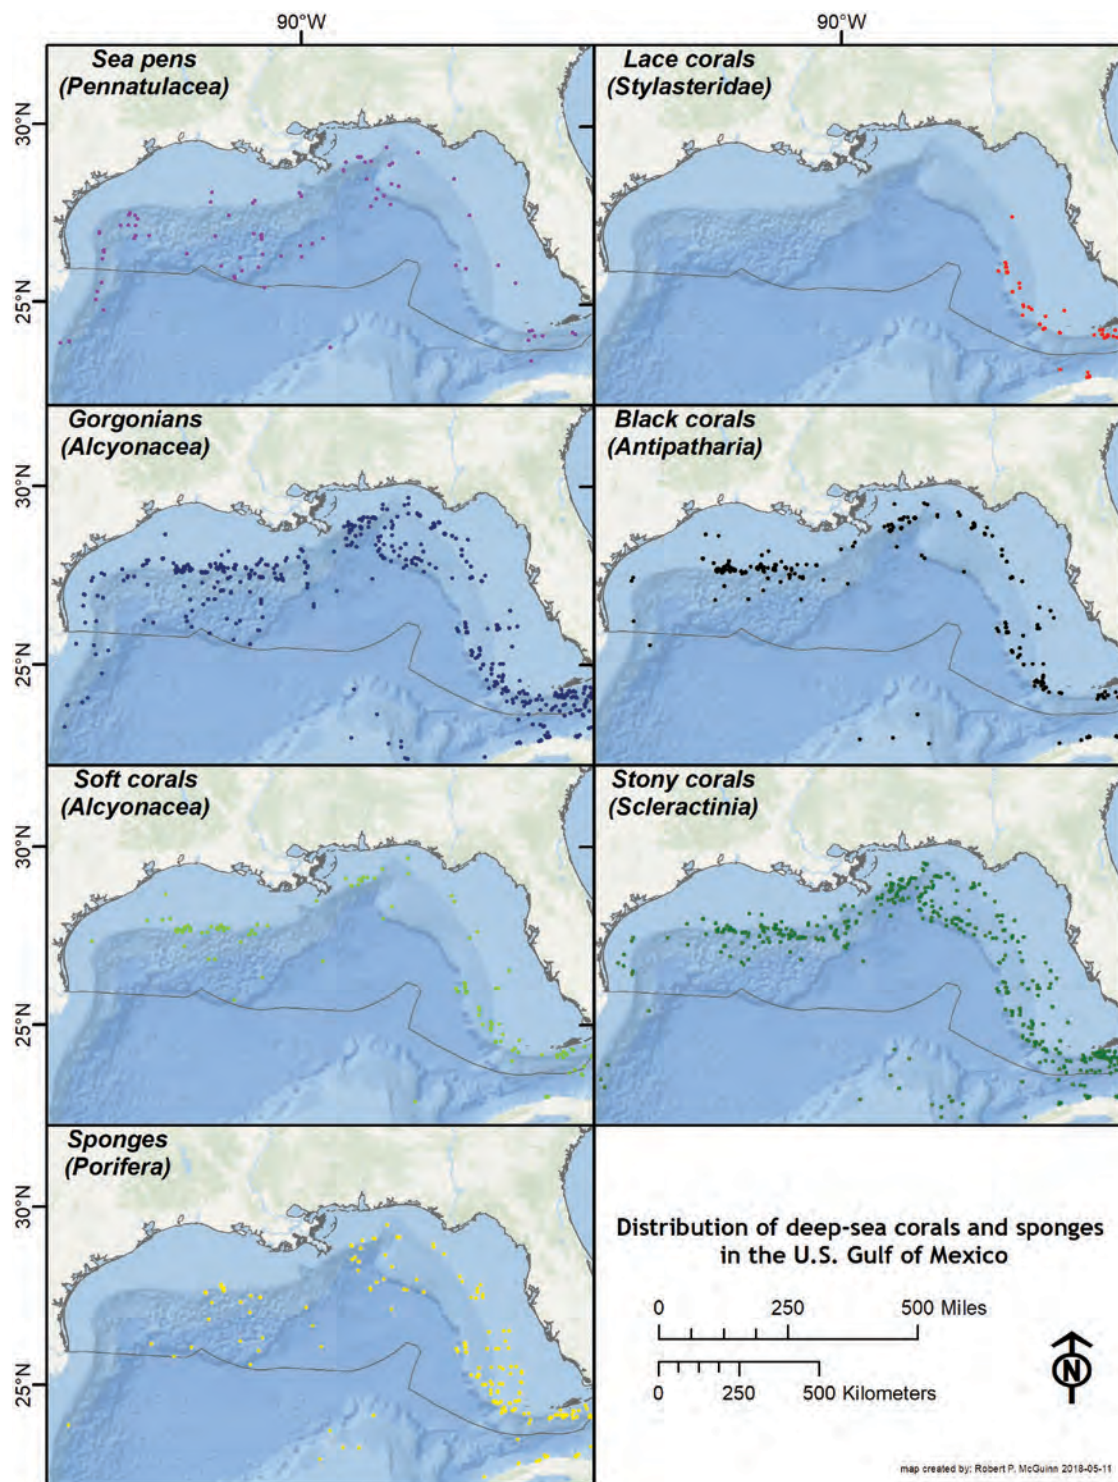 90°W
90°W
Sea pens
(Pennatulacea)
Lace corals
(Stylasteridae)
30°N
25°N
Gorgonians
(Alcyonacea)
Black corals
(Antipatharia)
30°N
25°N
Soft corals
(Alcyonacea)
Stony corals
(Scleractinia)
30°N
25°N
Sponges
(Porifera)
30°N
25°N
Distribution of deep-sea corals and sponges
in the U.S. Gulf of Mexico
0 250 500 Miles
0 250 500 Kilometers
N
map created by: Robert P. McGuinn 2018-05-11